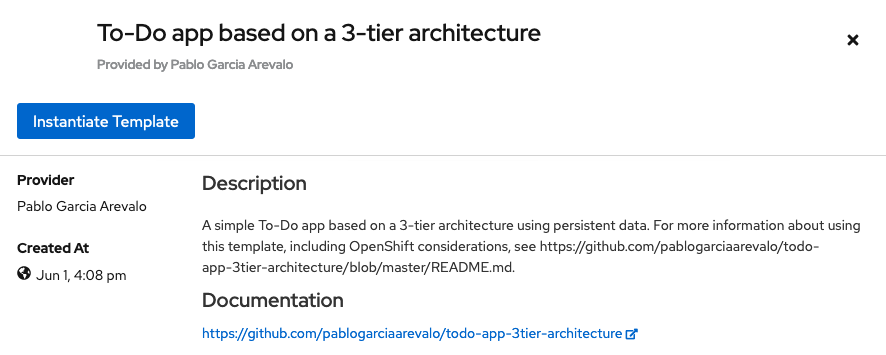 To-Do app based on a 3-tier architecture
Provided by Pablo Garcia Arevalo
Instantiate Template
Provider
Pablo Garcia Arevalo
Created At
Jun 1, 4:08 pm
Description
A simple To-Do app based on a 3-tier architecture using persistent data. For more information about using
this template, including OpenShift considerations, see https://github.com/pablogarciaarevalo/todo-
app-3tier-architecture/blob/master/README.md.
Documentation
https://github.com/pablogarciaarevalo/todo-app-3tier-architecture